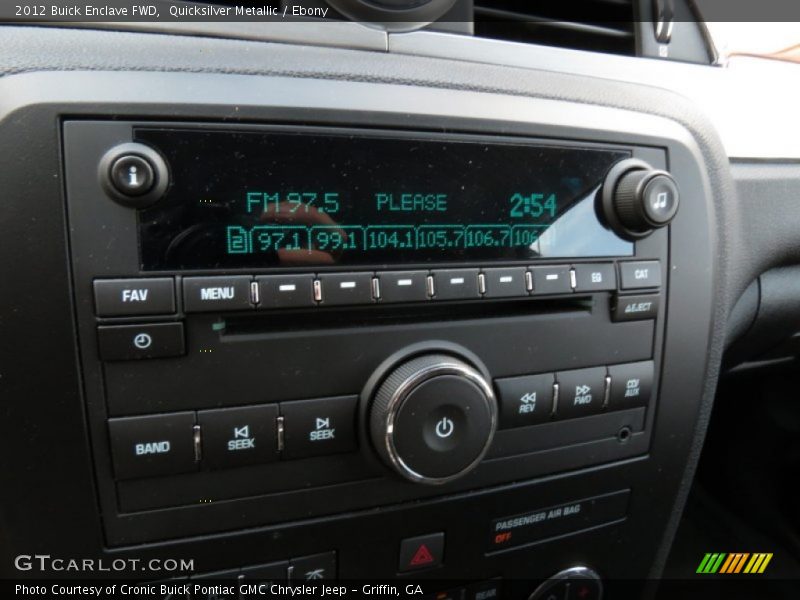 2012 Buick Enclave FWD, Quicksilver Metallic / Ebony
i
FM 97.5 PLEASE 2:54
2 97.1 99.1 104.1 105.7 106.7 106
FAV MENU EQ CAT
EJECT
BAND SEEK SEEK REV FWD CD/ AUX
PASSENGER AIR BAG
OFF
REAR
GTCARLOT.COM
Photo Courtesy of Cronic Buick Pontiac GMC Chrysler Jeep - Griffin, GA